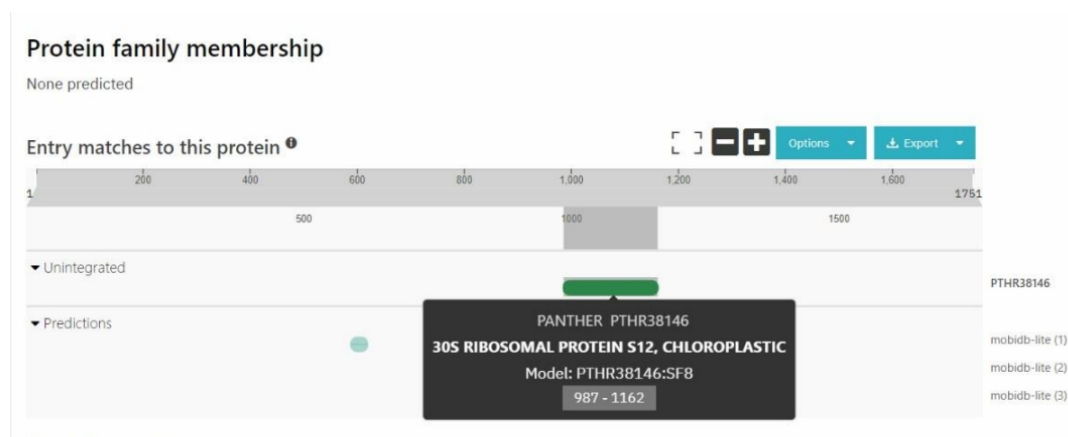 Protein family membership
None predicted
Entry matches to this protein
Options
Export
200 400 600 800 1,000 1,200 1,400 1,600
1 1751
500 1000 1500
Unintegrated
PTHR38146
Predictions
PANTHER PTHR38146
30S RIBOSOMAL PROTEIN S12, CHLOROPLASTIC
Model: PTHR38146:SF8
987 - 1162
mobidb-lite (1)
mobidb-lite (2)
mobidb-lite (3)